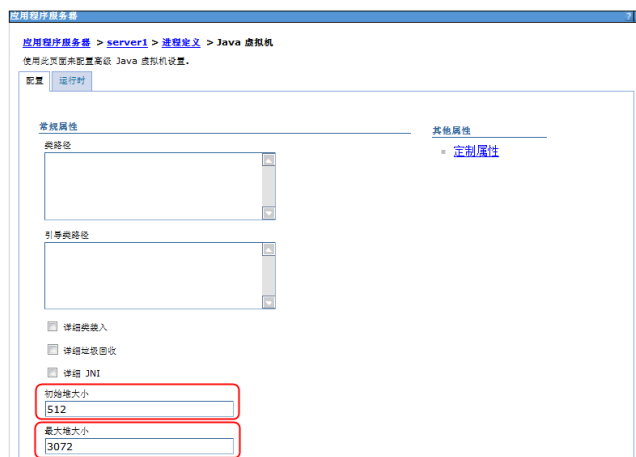 应用程序服务器 ?
应用程序服务器 > server1 > 进程定义 > Java 虚拟机
使用此页面来配置高级 Java 虚拟机设置。
配置 运行时
常规属性
其他属性
类路径
定制属性
引导类路径
详细类装入
详细垃圾回收
详细 JNI
初始堆大小
512
最大堆大小
3072